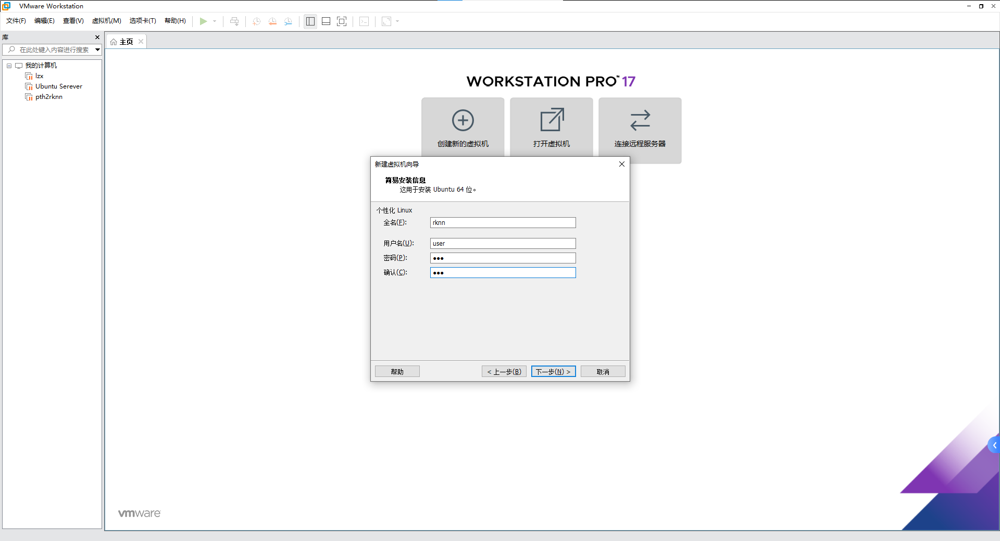 VMware Workstation
文件(F) 编辑(E) 查看(V) 虚拟机(M) 选项卡(T) 帮助(H)
库
主页
在此处键入内容进行搜索
我的计算机
lzx
Ubuntu Serever
pth2rknn
WORKSTATION PRO™ 17
创建新的虚拟机
打开虚拟机
连接远程服务器
新建虚拟机向导
简易安装信息
这用于安装 Ubuntu 64 位。
个性化 Linux
全名(F): rknn
用户名(U): user
密码(P): ●●●
确认(C): ●●●
帮助 < 上一步(B) 下一步(N) > 取消
vmware